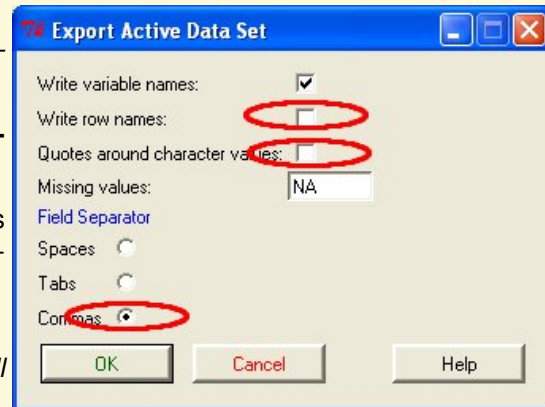 Export Active Data Set
Write variable names:
Write row names:
Quotes around character values:
Missing values: NA
Field Separator
Spaces
Tabs
Commas
OK Cancel Help